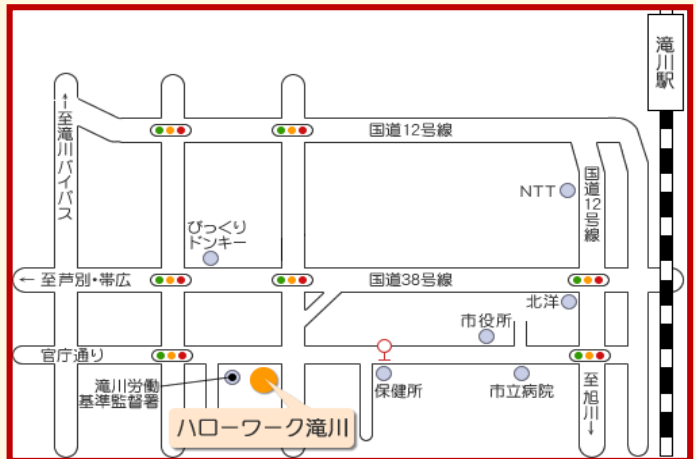 滝川駅
←至滝川バイパス
国道12号線
NTT
国道12号線
びっくり
ドンキー
← 至芦別・帯広
国道38号線
北洋
市役所
官庁通り
滝川労働
基準監督署
保健所
市立病院
至旭川→
ハローワーク滝川